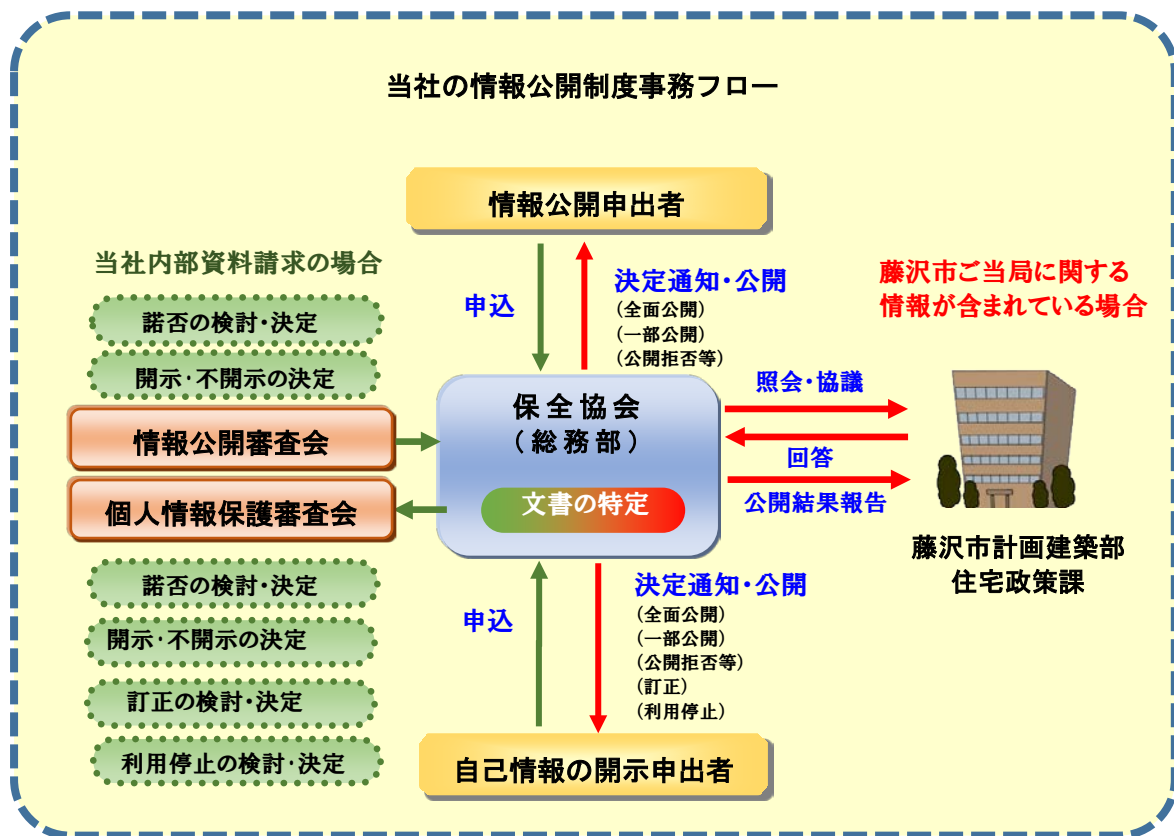 当社の情報公開制度事務フロー
情報公開申出者
当社内部資料請求の場合
諾否の検討・決定
開示・不開示の決定
情報公開審査会
個人情報保護審査会
諾否の検討・決定
開示・不開示の決定
訂正の検討・決定
利用停止の検討・決定
申込
決定通知・公開
(全面公開)
(一部公開)
(公開拒否等)
保全協会
(総務部)
文書の特定
申込
決定通知・公開
(全面公開)
(一部公開)
(公開拒否等)
(訂正)
(利用停止)
自己情報の開示申出者
藤沢市ご当局に関する
情報が含まれている場合
照会・協議
回答
公開結果報告
藤沢市計画建築部
住宅政策課